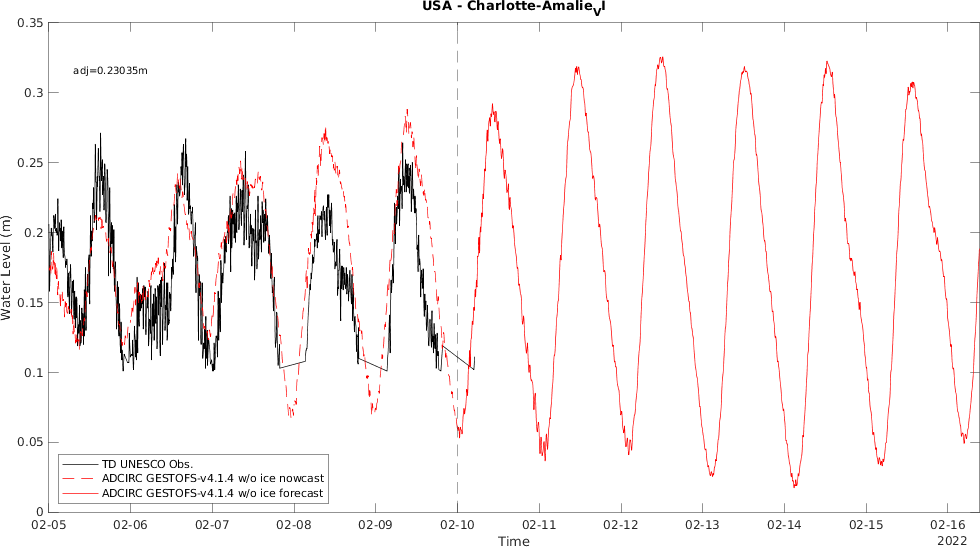 USA - Charlotte-AmalieVI
0.35
adj=0.23035m
0.3
0.25
0.2
Water Level (m)
0.15
0.1
0.05
0
TD UNESCO Obs.
ADCIRC GESTOFS-v4.1.4 w/o ice nowcast
ADCIRC GESTOFS-v4.1.4 w/o ice forecast
02-05 02-06 02-07 02-08 02-09 02-10 02-11 02-12 02-13 02-14 02-15 02-16
Time
2022